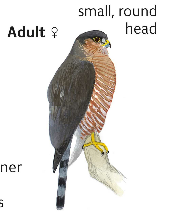 small, round
head
Adult ♀
ner
s